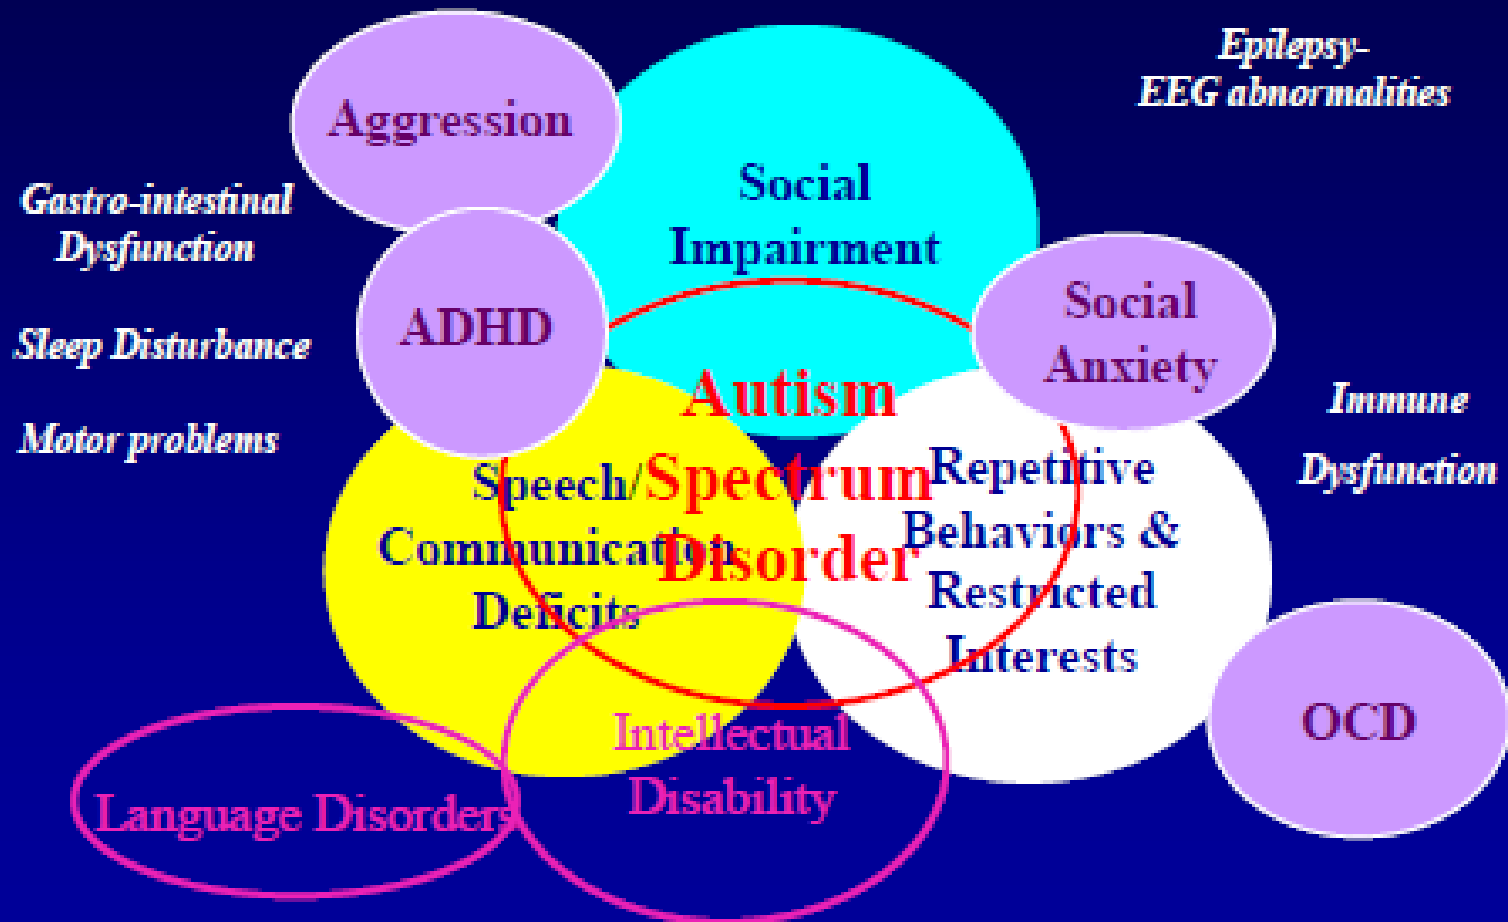 Epilepsy-
EEG abnormalities
Aggression
Social
Impairment
Gastro-intestinal
Dysfunction
ADHD
Social
Anxiety
Sleep Disturbance
Motor problems
Autism
Spectrum
Disorder
Immune
Dysfunction
Speech/
Communication
Deficits
Repetitive
Behaviors &
Restricted
Interests
Intellectual
Disability
Language Disorders
OCD